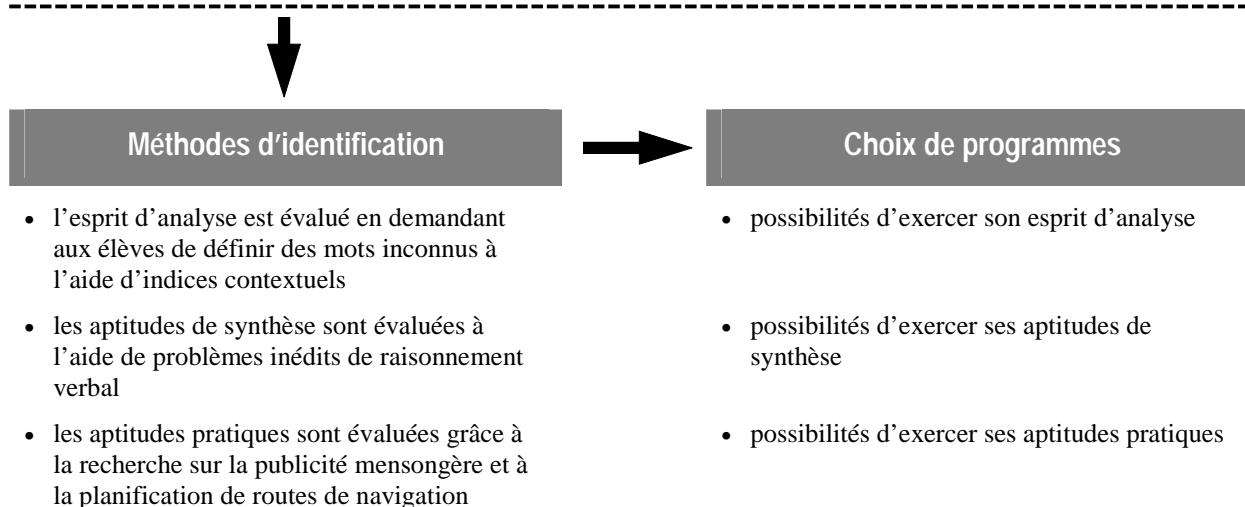 Méthodes d'identification
• l'esprit d'analyse est évalué en demandant
aux élèves de définir des mots inconnus à
l'aide d'indices contextuels
• les aptitudes de synthèse sont évaluées à
l'aide de problèmes inédits de raisonnement
verbal
• les aptitudes pratiques sont évaluées grâce à
la recherche sur la publicité mensongère et à
la planification de routes de navigation
Choix de programmes
• possibilités d'exercer son esprit d'analyse
• possibilités d'exercer ses aptitudes de
synthèse
• possibilités d'exercer ses aptitudes pratiques